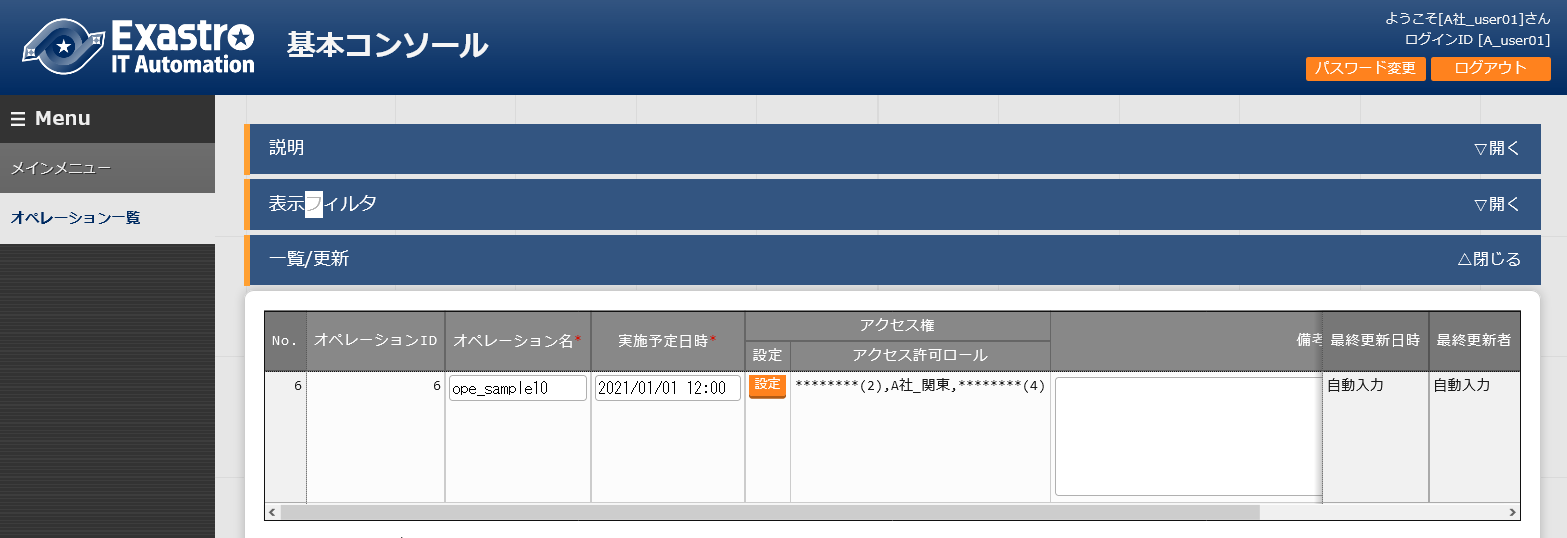 Exastro
IT Automation
基本コンソール
ようこそ[A社_user01]さん
ログインID [A_user01]
パスワード変更
ログアウト
☰ Menu
メインメニュー
オペレーション一覧
説明
▽開く
表示フィルタ
▽開く
一覧/更新
△閉じる
No.
オペレーションID
オペレーション名*
実施予定日時*
アクセス権
設定
アクセス許可ロール
備考
最終更新日時
最終更新者
6
6
ope_sample10
2021/01/01 12:00
設定
********(2),A社_関東,********(4)
自動入力
自動入力